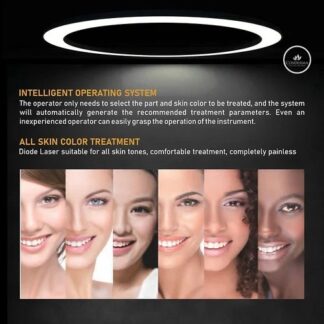 INTELLIGENT OPERATING SYSTEM
The operator only needs to select the part and skin color to be treated, and the system
will automatically generate the recommended treatment parameters. Even an
inexperienced operator can easily grasp the operation of the instrument.
ALL SKIN COLOR TREATMENT
Diode Laser suitable for all skin tones, comfortable treatment, completely painless